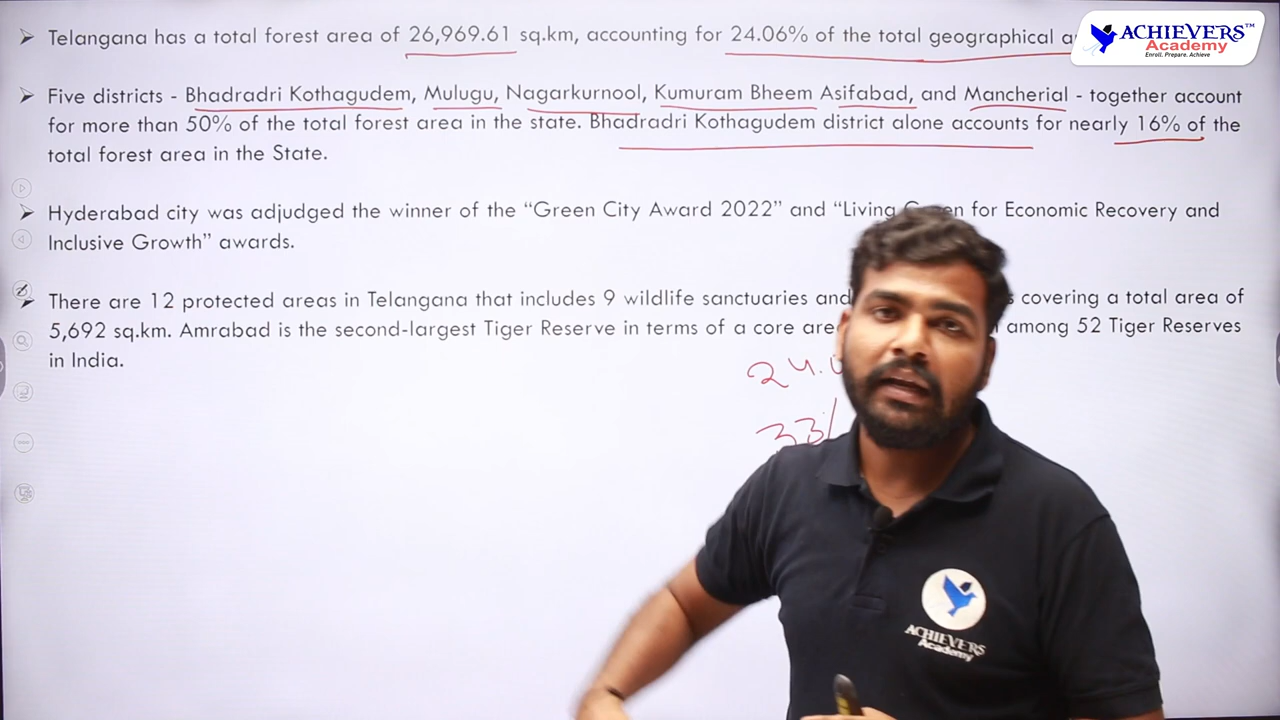 Telangana has a total forest area of 26,969.61 sq.km, accounting for 24.06% of the total geographical
ACHIEVERS™
Academy
Enroll. Prepare. Achieve
Five districts - Bhadradri Kothagudem, Mulugu, Nagarkurnool, Kumuram Bheem Asifabad, and Mancherial - together account
for more than 50% of the total forest area in the state. Bhadradri Kothagudem district alone accounts for nearly 16% of the
total forest area in the State.
Hyderabad city was adjudged the winner of the “Green City Award 2022” and “Living Green for Economic Recovery and
Inclusive Growth” awards.
There are 12 protected areas in Telangana that includes 9 wildlife sanctuaries and covering a total area of
5,692 sq.km. Amrabad is the second-largest Tiger Reserve in terms of a core among 52 Tiger Reserves
in India.
24.
33%
ACHIEVERS
Academy